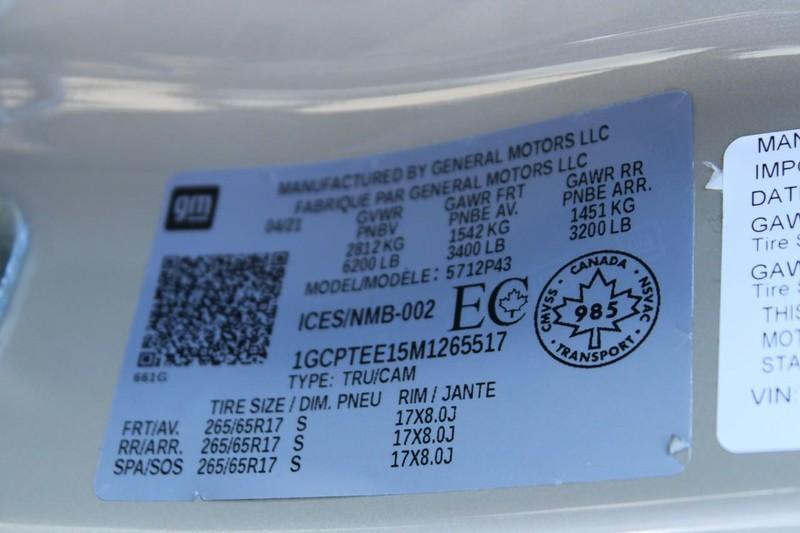 gm
MANUFACTURED BY GENERAL MOTORS LLC
FABRIQUE PAR GENERAL MOTORS LLC
04/21
GVWR
PNBV
2812 KG
6200 LB
GAWR FRT
PNBE AV.
1542 KG
3400 LB
GAWR RR
PNBE ARR.
1451 KG
3200 LB
MODEL/MODÈLE: 5712P43
ICES/NMB-002 EC
CANADA
CMVSS 985 NSVAC
TRANSPORT
1GCPTEE15M1265517
661G
TYPE: TRU/CAM
TIRE SIZE / DIM. PNEU RIM / JANTE
FRT/AV. 265/65R17 S 17X8.0J
RR/ARR. 265/65R17 S 17X8.0J
SPA/SOS 265/65R17 S 17X8.0J
MAN
IMPO
DAT
GAW
Tire S
GAW
Tire S
THIS
MOT
STA
VIN: